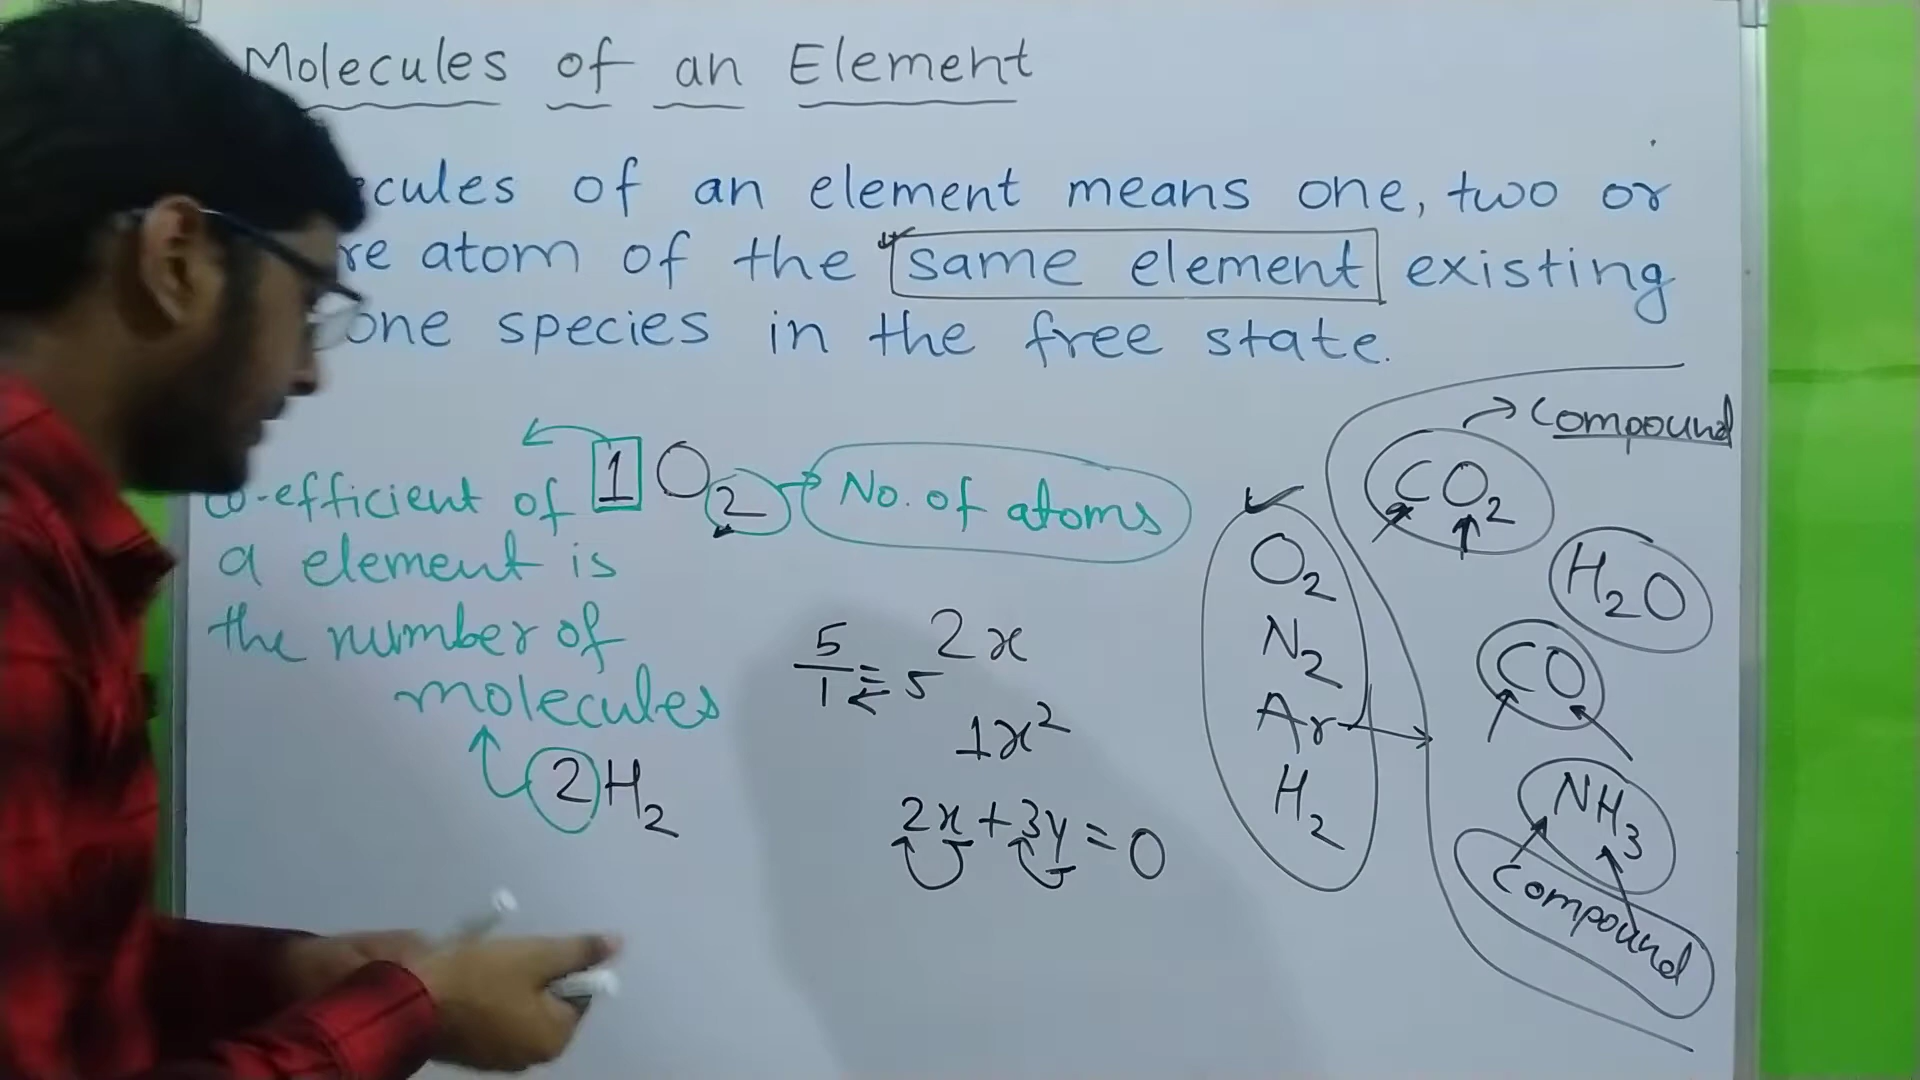 Molecules of an Element
cules of an element means one, two or
re atom of the same element existing
one species in the free state.
1 O2 → No. of atoms
Co-efficient of
a element is
the number of
molecules
2H2
5/1 = 5
2x
1x²
2x+3y=0
O2
N2
Ar
H2
Compound
CO2
H2O
CO
NH3
Compound